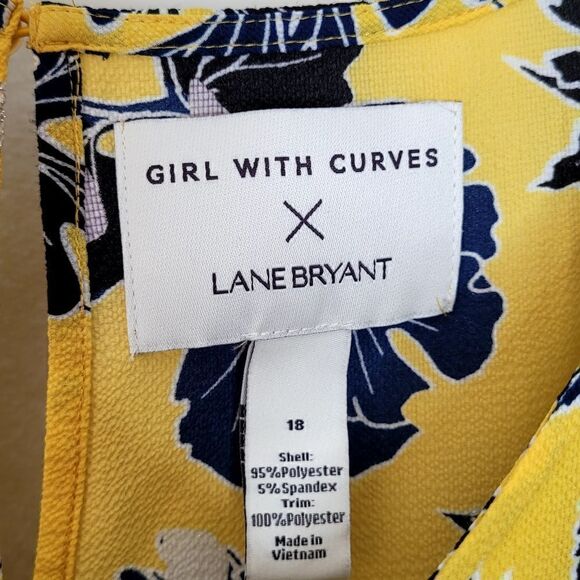 GIRL WITH CURVES
X
LANE BRYANT
18
Shell:
95%Polyester
5%Spandex
Trim:
100%Polyester
Made in
Vietnam